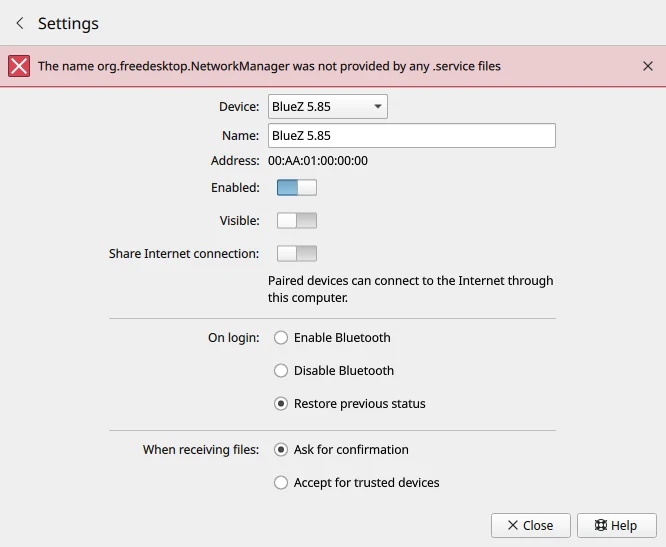 Settings
The name org.freedesktop.NetworkManager was not provided by any .service files
Device: BlueZ 5.85
Name: BlueZ 5.85
Address: 00:AA:01:00:00:00
Enabled:
Visible:
Share Internet connection:
Paired devices can connect to the Internet through
this computer.
On login: Enable Bluetooth
Disable Bluetooth
Restore previous status
When receiving files: Ask for confirmation
Accept for trusted devices
Close Help